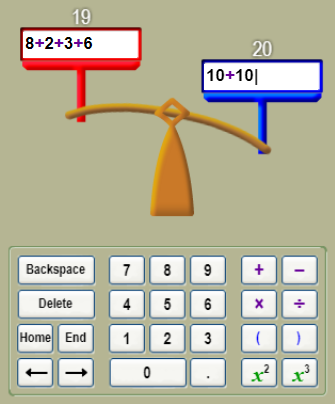 19
8+2+3+6
20
10+10
Backspace 7 8 9 + −
Delete 4 5 6 × ÷
Home End 1 2 3 ( )
← → 0 . x² x³